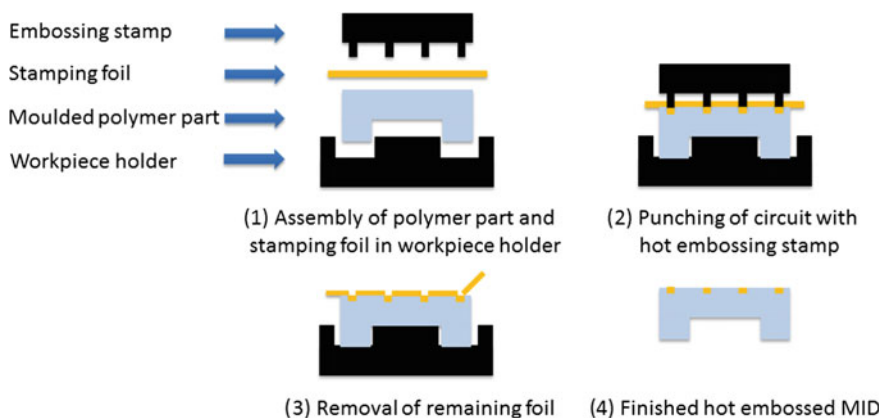 Embossing stamp
Stamping foil
Moulded polymer part
Workpiece holder
(1) Assembly of polymer part and
stamping foil in workpiece holder
(2) Punching of circuit with
hot embossing stamp
(3) Removal of remaining foil
(4) Finished hot embossed MID